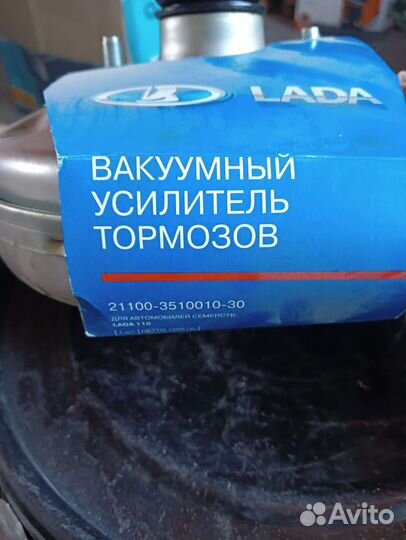 LADA
ВАКУУМНЫЙ
УСИЛИТЕЛЬ
ТОРМОЗОВ
21100-3510010-30
ДЛЯ АВТОМОБИЛЕЙ СЕМЕЙСТВ:
LADA 110
Avito